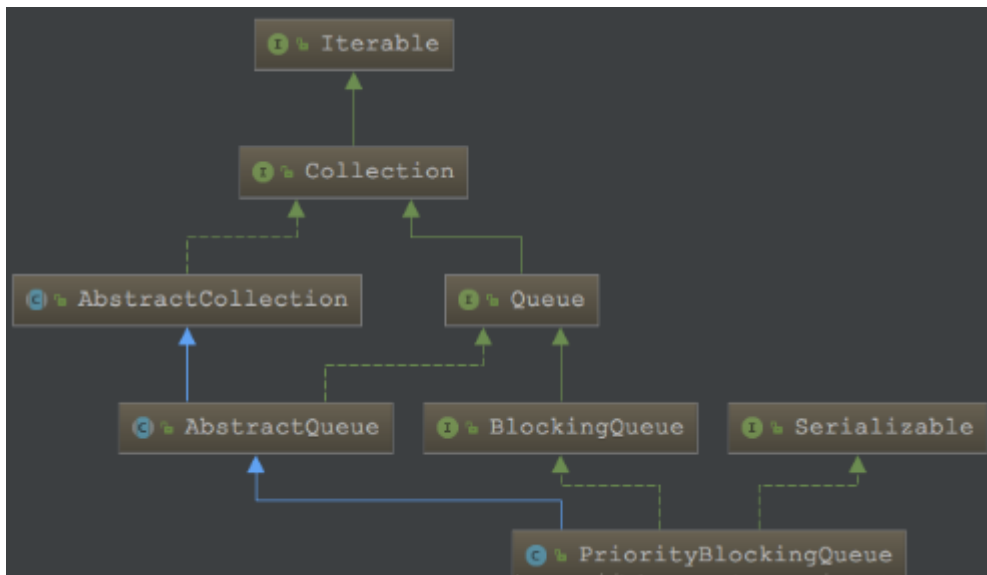 Iterable
Collection
AbstractCollection
Queue
AbstractQueue
BlockingQueue
Serializable
PriorityBlockingQueue